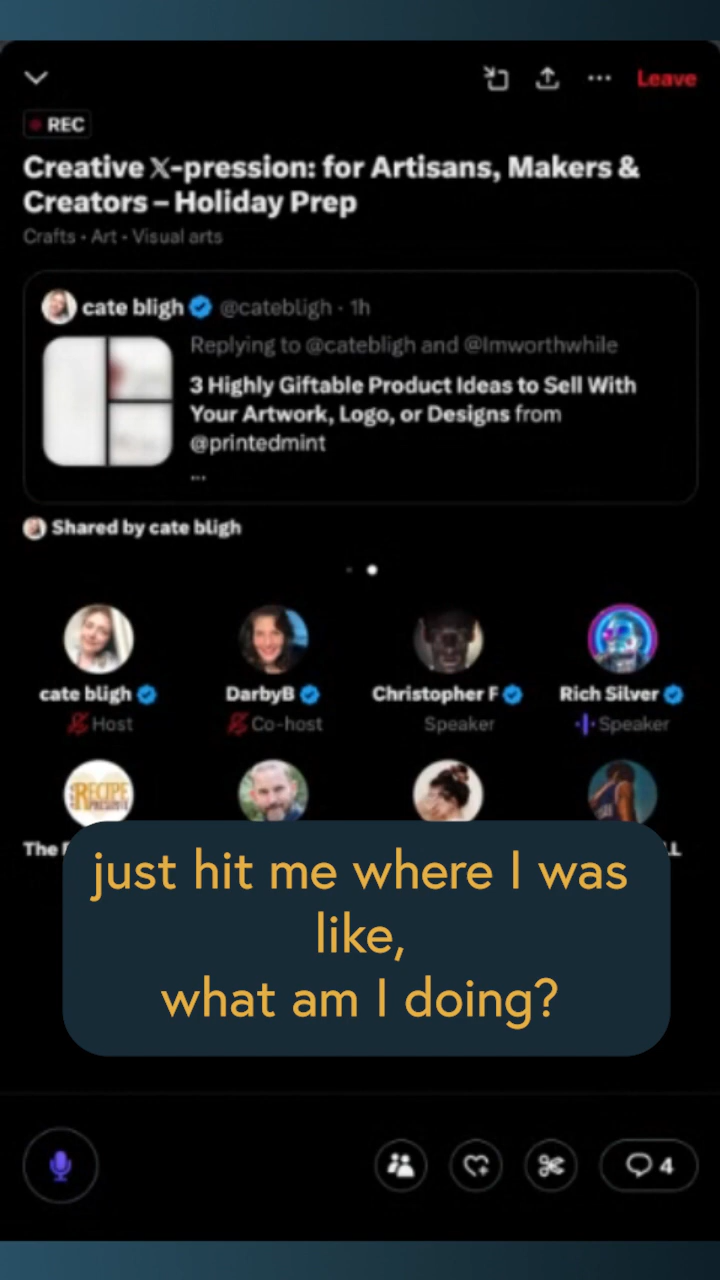 Leave
REC
Creative 𝕏-pression: for Artisans, Makers &
Creators – Holiday Prep
Crafts • Art • Visual arts
cate bligh @catebligh · 1h
Replying to @catebligh and @Imworthwhile
3 Highly Giftable Product Ideas to Sell With
Your Artwork, Logo, or Designs from
@printedmint
...
Shared by cate bligh
cate bligh DarbyB Christopher F Rich Silver
Host Co-host Speaker Speaker
RECIPE
The
just hit me where I was
like,
what am I doing?
4